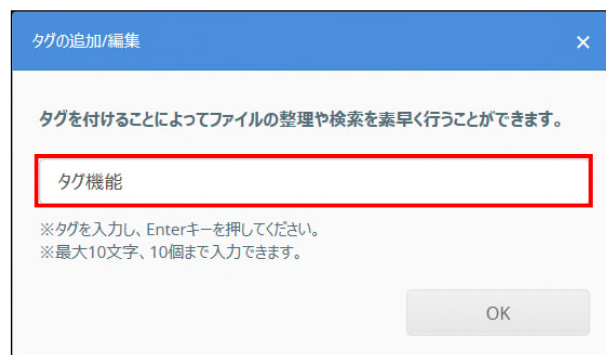 タグの追加/編集
×
タグを付けることによってファイルの整理や検索を素早く行うことができます。
タグ機能
※タグを入力し、Enterキーを押してください。
※最大10文字、10個まで入力できます。
OK